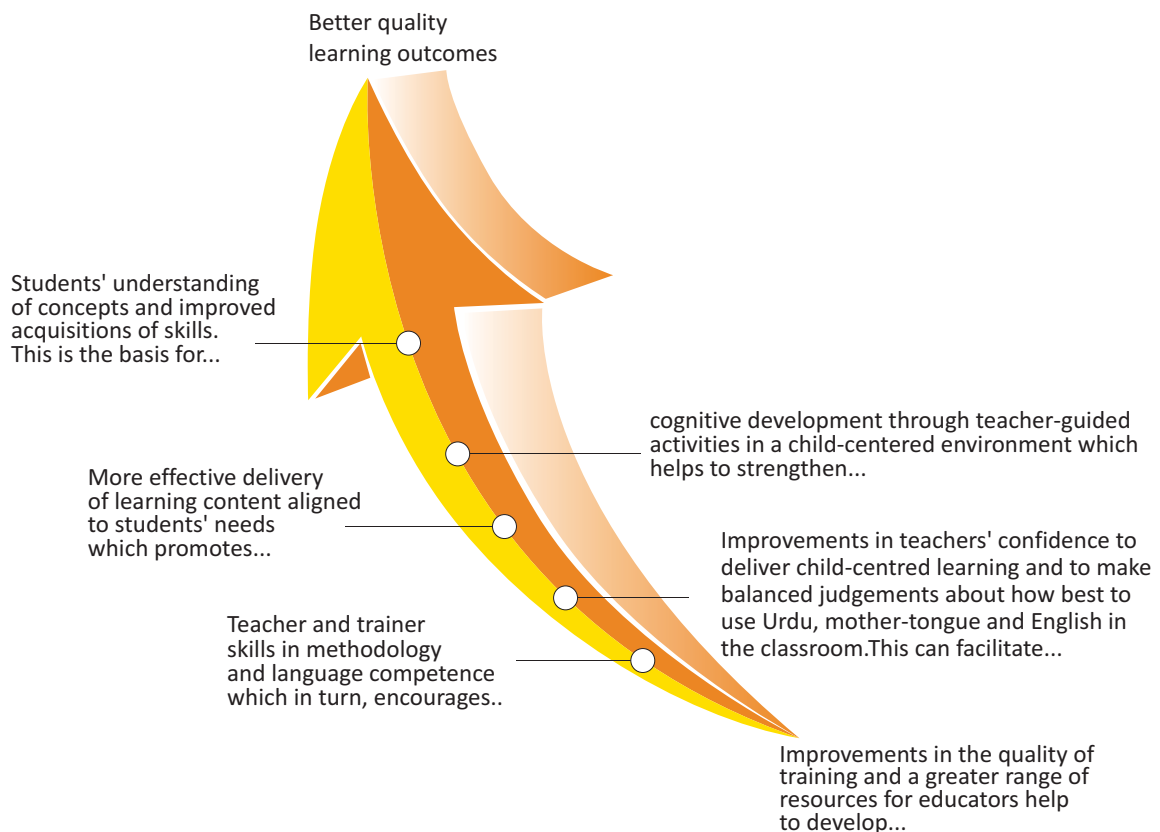 Better quality
learning outcomes
Students' understanding
of concepts and improved
acquisitions of skills.
This is the basis for...
cognitive development through teacher-guided
activities in a child-centered environment which
helps to strengthen...
More effective delivery
of learning content aligned
to students' needs
which promotes...
Improvements in teachers' confidence to
deliver child-centred learning and to make
balanced judgements about how best to
use Urdu, mother-tongue and English in
the classroom.This can facilitate...
Teacher and trainer
skills in methodology
and language competence
which in turn, encourages..
Improvements in the quality of
training and a greater range of
resources for educators help
to develop...